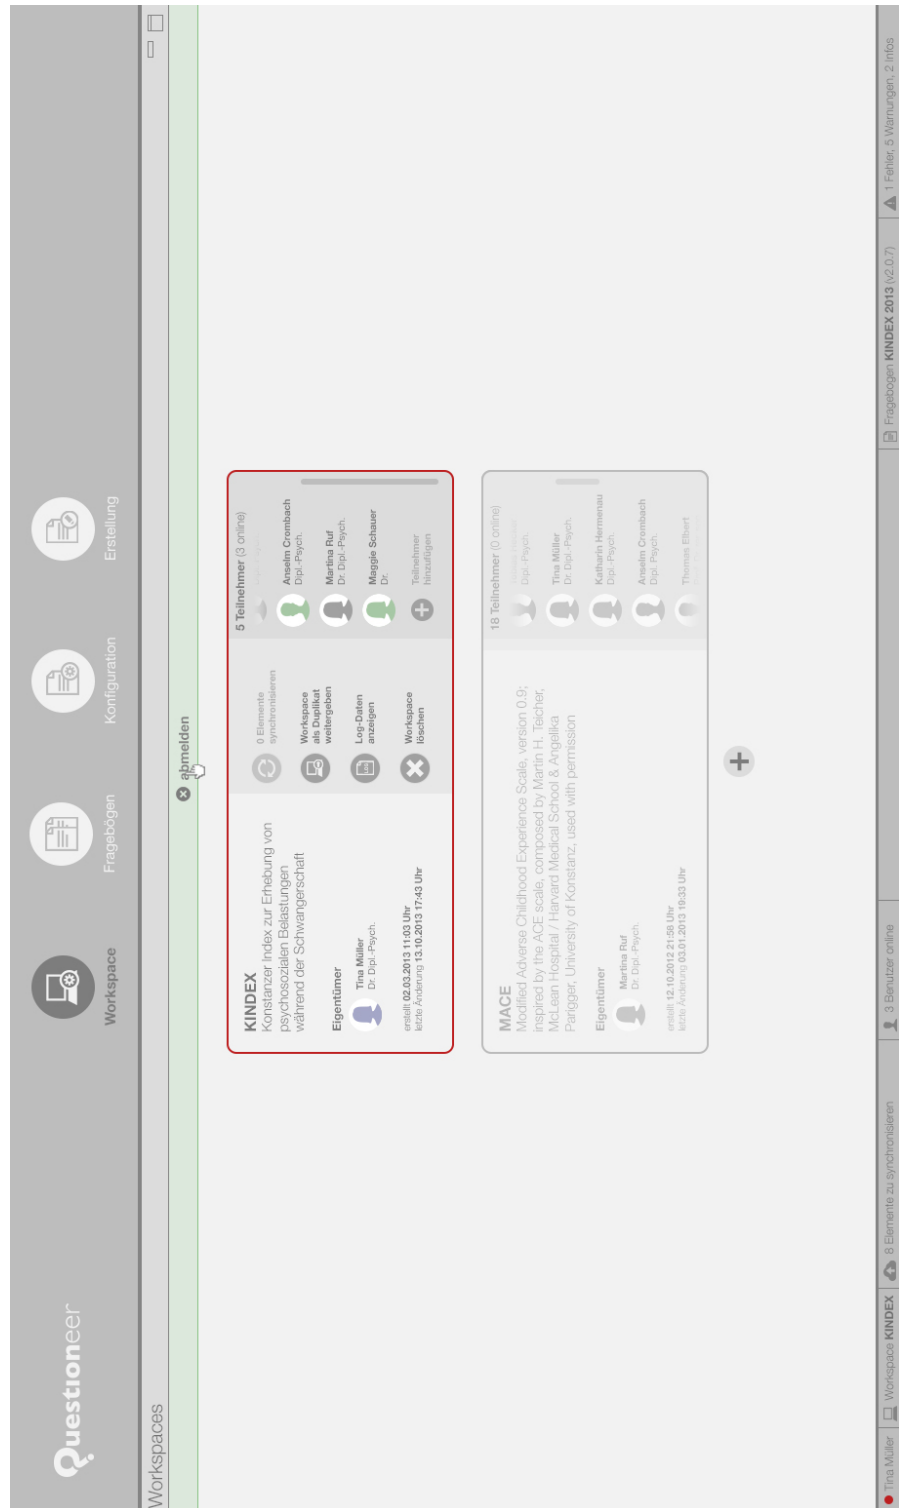 Questioneer
Workspace
Fragebögen
Konfiguration
Erstellung
Workspaces
abmelden
KINDEX
Konstanzer Index zur Erhebung von
psychosozialen Belastungen
während der Schwangerschaft
Eigentümer
Tina Müller
Dr. Dipl.-Psych.
erstellt 02.03.2013 11:03 Uhr
letzte Änderung 13.10.2013 17:43 Uhr
0 Elemente
synchronisieren
Workspace
als Duplikat
weitergeben
LOG
Log-Daten
anzeigen
Workspace
löschen
5 Teilnehmer (3 online)
Anselm Crombach
Dipl.-Psych.
Martina Ruf
Dr. Dipl.-Psych.
Maggie Schauer
Dr.
Teilnehmer
hinzufügen
MACE
Modified Adverse Childhood Experience Scale, version 0.9;
inspired by the ACE scale, composed by Martin H. Teicher,
McLean Hospital / Harvard Medical School & Angelika
Parigger, University of Konstanz, used with permission
Eigentümer
Martina Ruf
Dr. Dipl.-Psych.
erstellt 12.10.2012 21:58 Uhr
letzte Änderung 03.01.2013 19:33 Uhr
18 Teilnehmer (0 online)
Dipl.-Psych.
Tina Müller
Dr. Dipl.-Psych.
Katharin Hermenau
Dipl.-Psych.
Anselm Crombach
Dipl. Psych.
Thomas Elbert
Tina Müller
Workspace KINDEX
8 Elemente zu synchronisieren
3 Benutzer online
Fragebogen KINDEX 2013 (v2.0.7)
1 Fehler, 5 Warnungen, 2 Infos